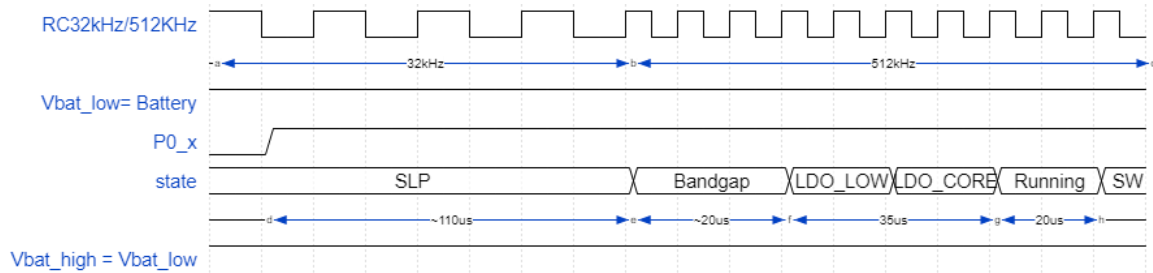 RC32kHz/512KHz
a 32kHz b 512kHz c
Vbat_low= Battery
P0_x
state SLP Bandgap LDO_LOW LDO_CORE Running SW
d ~110us e ~20us f 35us g 20us h
Vbat_high = Vbat_low